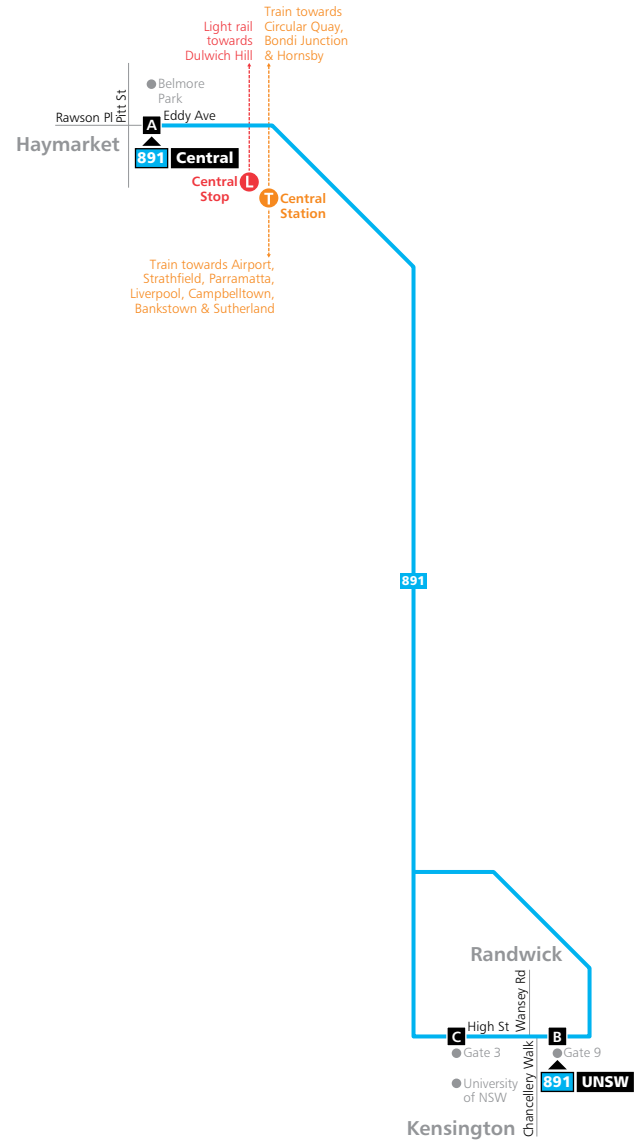 Train towards
Circular Quay,
Bondi Junction
& Hornsby
Light rail
towards
Dulwich Hill
Belmore
Park
Pitt St
Rawson Pl
A
Eddy Ave
Haymarket
891 Central
Central
Stop
L
T
Central
Station
Train towards Airport,
Strathfield, Parramatta,
Liverpool, Campbelltown,
Bankstown & Sutherland
891
Randwick
Wansey Rd
C
High St
B
Gate 3
Gate 9
Chancellery Walk
University
of NSW
891 UNSW
Kensington